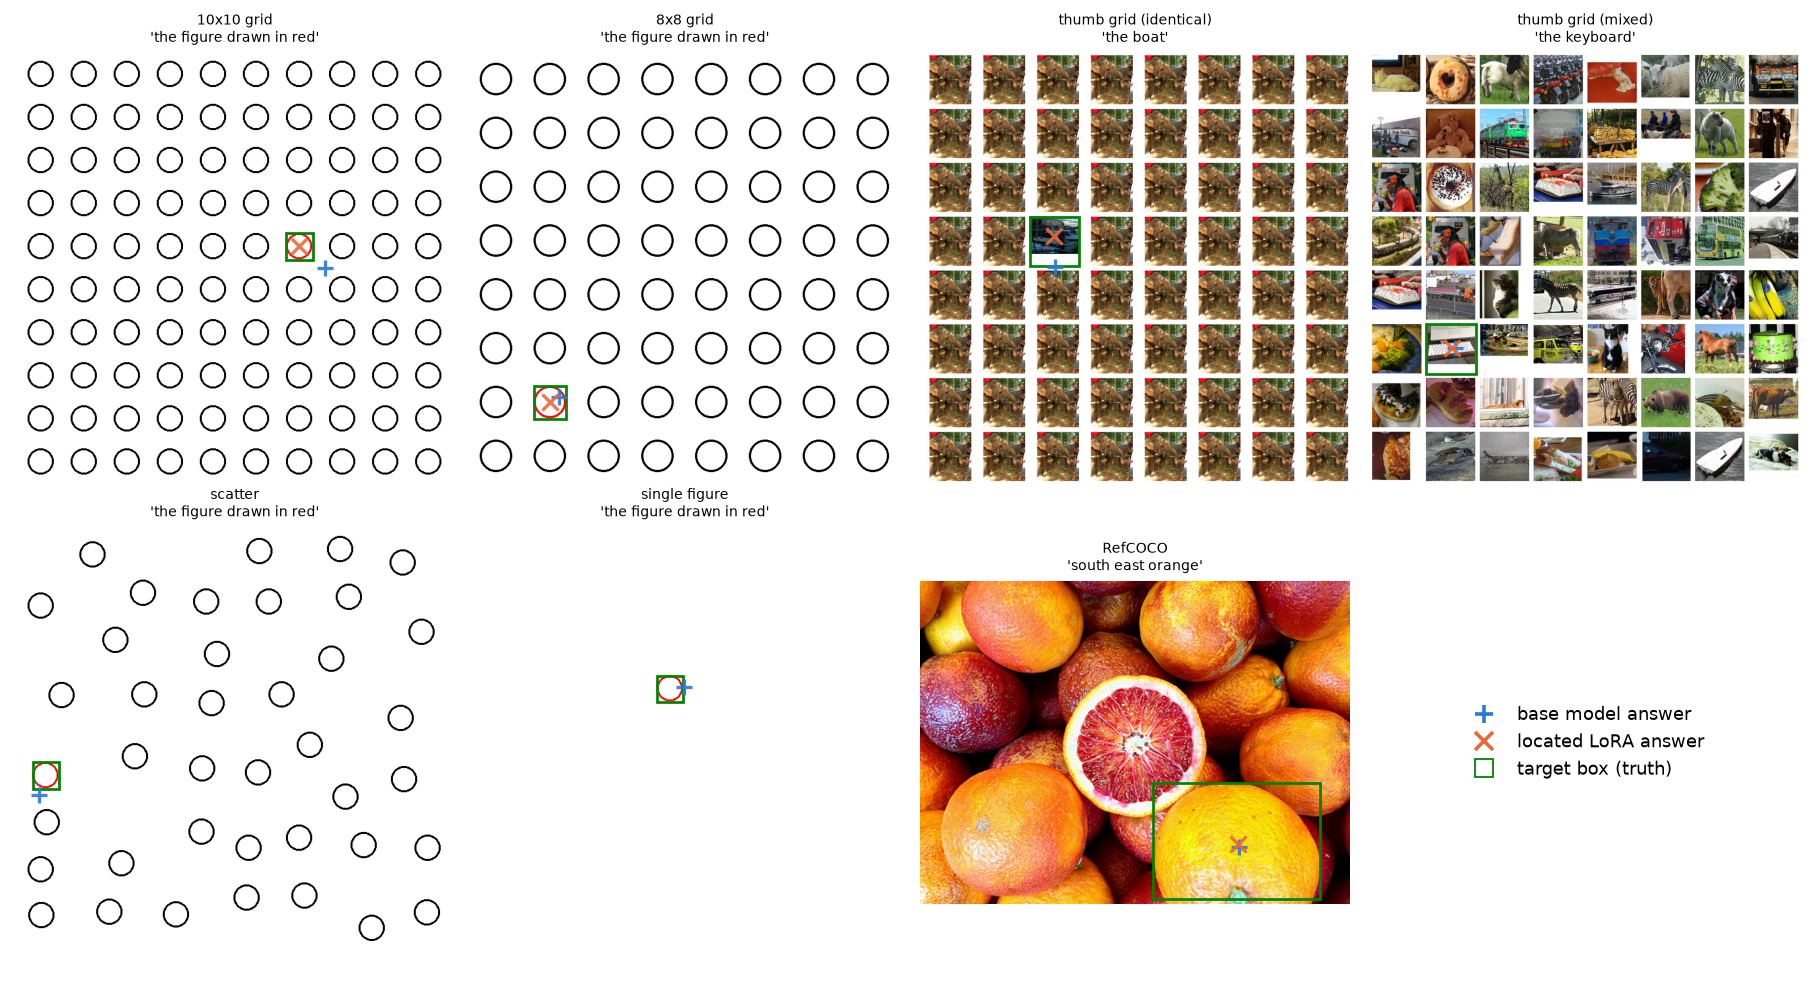 10x10 grid
'the figure drawn in red'
8x8 grid
'the figure drawn in red'
thumb grid (identical)
'the boat'
thumb grid (mixed)
'the keyboard'
scatter
'the figure drawn in red'
single figure
'the figure drawn in red'
RefCOCO
'south east orange'
base model answer
located LoRA answer
target box (truth)